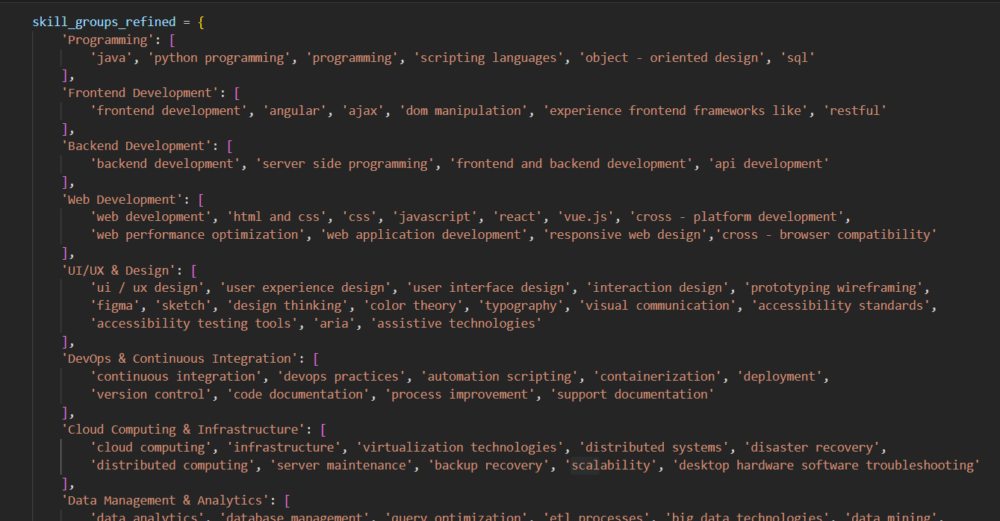 skill_groups_refined = {
'Programming': [
'java', 'python programming', 'programming', 'scripting languages', 'object - oriented design', 'sql'
],
'Frontend Development': [
'frontend development', 'angular', 'ajax', 'dom manipulation', 'experience frontend frameworks like', 'restful'
],
'Backend Development': [
'backend development', 'server side programming', 'frontend and backend development', 'api development'
],
'Web Development': [
'web development', 'html and css', 'css', 'javascript', 'react', 'vue.js', 'cross - platform development',
'web performance optimization', 'web application development', 'responsive web design','cross - browser compatibility'
],
'UI/UX & Design': [
'ui / ux design', 'user experience design', 'user interface design', 'interaction design', 'prototyping wireframing',
'figma', 'sketch', 'design thinking', 'color theory', 'typography', 'visual communication', 'accessibility standards',
'accessibility testing tools', 'aria', 'assistive technologies'
],
'DevOps & Continuous Integration': [
'continuous integration', 'devops practices', 'automation scripting', 'containerization', 'deployment',
'version control', 'code documentation', 'process improvement', 'support documentation'
],
'Cloud Computing & Infrastructure': [
'cloud computing', 'infrastructure', 'virtualization technologies', 'distributed systems', 'disaster recovery',
'distributed computing', 'server maintenance', 'backup recovery', 'scalability', 'desktop hardware software troubleshooting'
],
'Data Management & Analytics': [
'data analytics', 'database management', 'query optimization', 'etl processes', 'big data technologies', 'data mining',